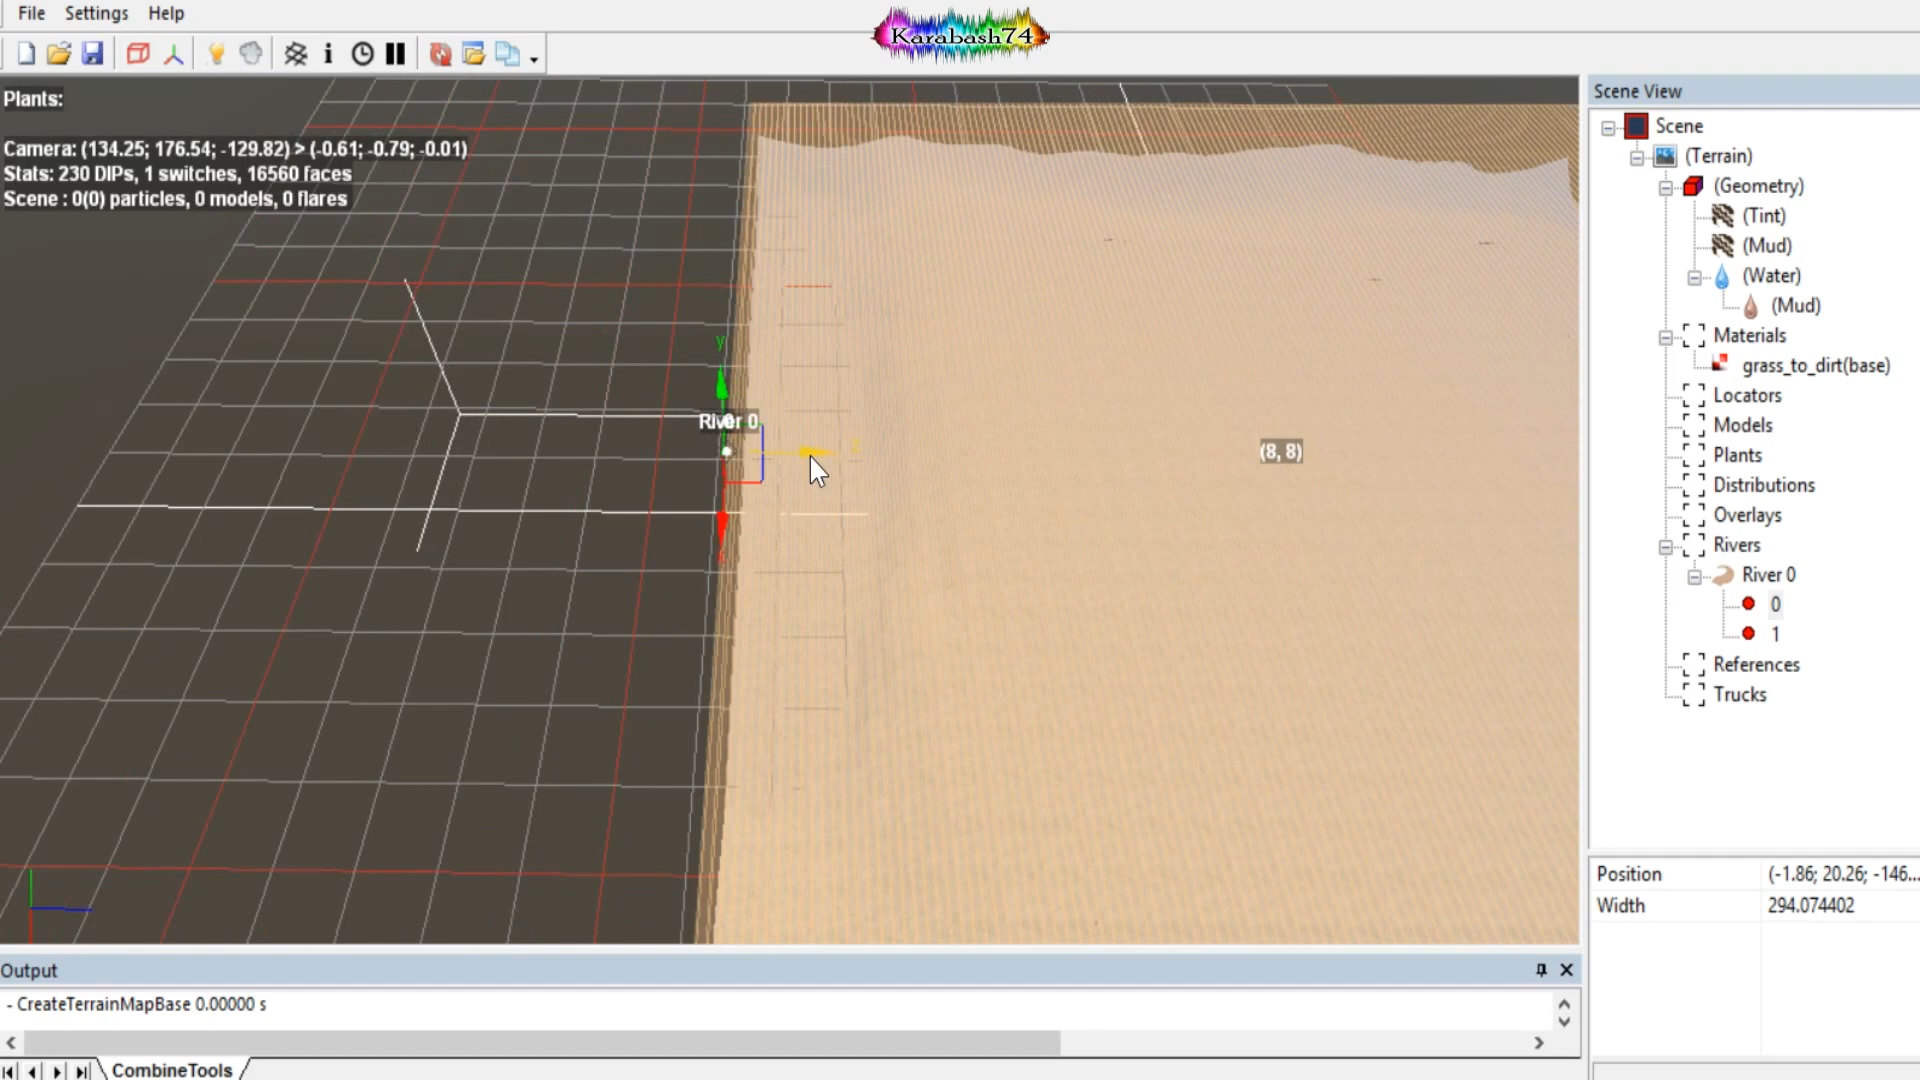 File Settings Help
Karabash74
Plants:
Camera: (134.25; 176.54; -129.82) > (-0.61; -0.79; -0.01)
Stats: 230 DIPs, 1 switches, 16560 faces
Scene : 0(0) particles, 0 models, 0 flares
y
River 0
(8, 8)
Scene View
Scene
(Terrain)
(Geometry)
(Tint)
(Mud)
(Water)
(Mud)
Materials
grass_to_dirt(base)
Locators
Models
Plants
Distributions
Overlays
Rivers
River 0
0
1
References
Trucks
Position (-1.86; 20.26; -146...
Width 294.074402
Output
- CreateTerrainMapBase 0.00000 s
CombineTools